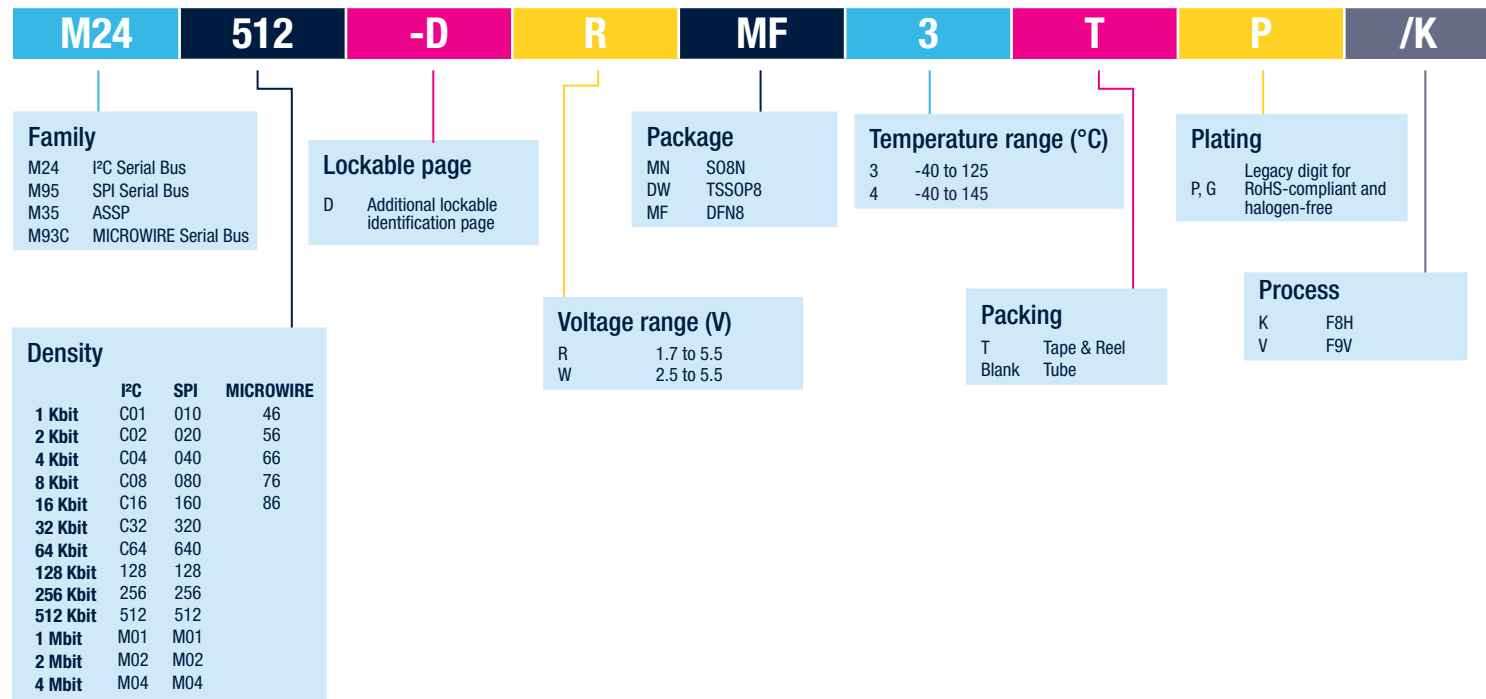 M24 512 -D R MF 3 T P /K
Family
M24 I²C Serial Bus
M95 SPI Serial Bus
M35 ASSP
M93C MICROWIRE Serial Bus
Lockable page
D Additional lockable
identification page
Package
MN SO8N
DW TSSOP8
MF DFN8
Temperature range (°C)
3 -40 to 125
4 -40 to 145
Plating
P, G Legacy digit for
RoHS-compliant and
halogen-free
Density
I²C SPI MICROWIRE
1 Kbit C01 010 46
2 Kbit C02 020 56
4 Kbit C04 040 66
8 Kbit C08 080 76
16 Kbit C16 160 86
32 Kbit C32 320
64 Kbit C64 640
128 Kbit 128 128
256 Kbit 256 256
512 Kbit 512 512
1 Mbit M01 M01
2 Mbit M02 M02
4 Mbit M04 M04
Voltage range (V)
R 1.7 to 5.5
W 2.5 to 5.5
Packing
T Tape & Reel
Blank Tube
Process
K F8H
V F9V